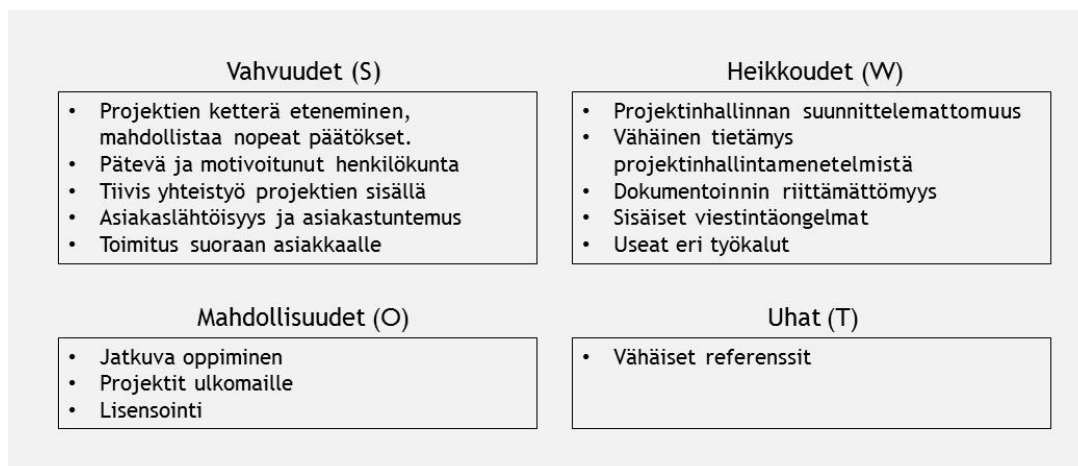 Vahvuudet (S)
• Projektien ketterä eteneminen,
mahdollistaa nopeat päätökset.
• Pätevä ja motivoitunut henkilökunta
• Tiivis yhteistyö projektien sisällä
• Asiakaslähtöisyys ja asiakastuntemus
• Toimitus suoraan asiakkaalle
Heikkoudet (W)
• Projektinhallinnan suunnittelemattomuus
• Vähäinen tietämys
projektinhallintamenetelmistä
• Dokumentoinnin riittämättömyys
• Sisäiset viestintäongelmat
• Useat eri työkalut
Mahdollisuudet (O)
• Jatkuva oppiminen
• Projektit ulkomaille
• Lisensointi
Uhat (T)
• Vähäiset referenssit